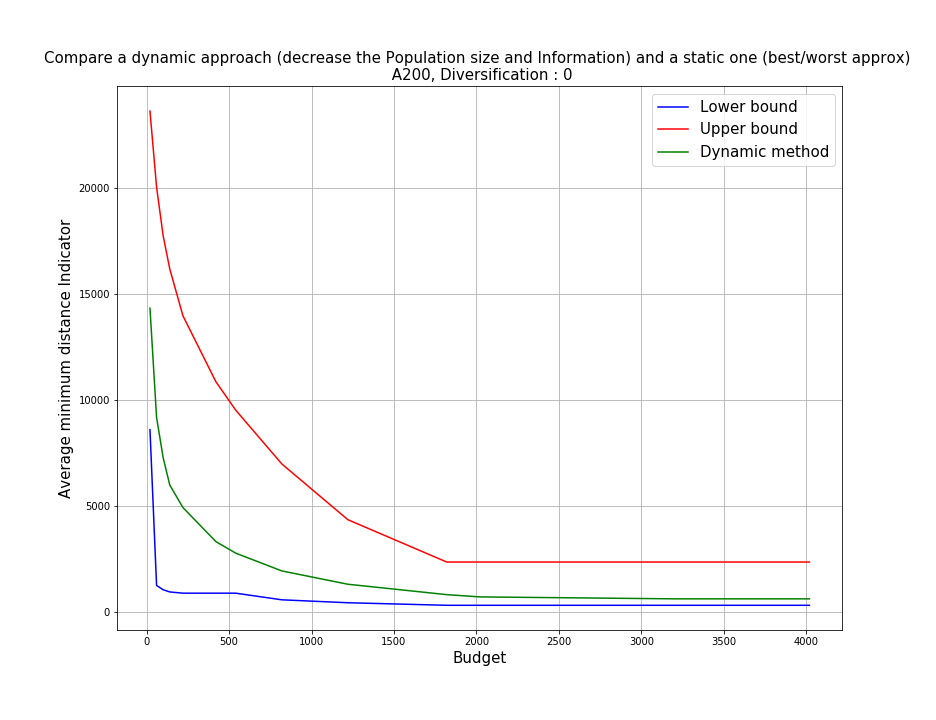 Compare a dynamic approach (decrease the Population size and Information) and a static one (best/worst approx)
A200, Diversification : 0
Lower bound
Upper bound
Dynamic method
Average minimum distance Indicator
20000
15000
10000
5000
0
0 500 1000 1500 2000 2500 3000 3500 4000
Budget